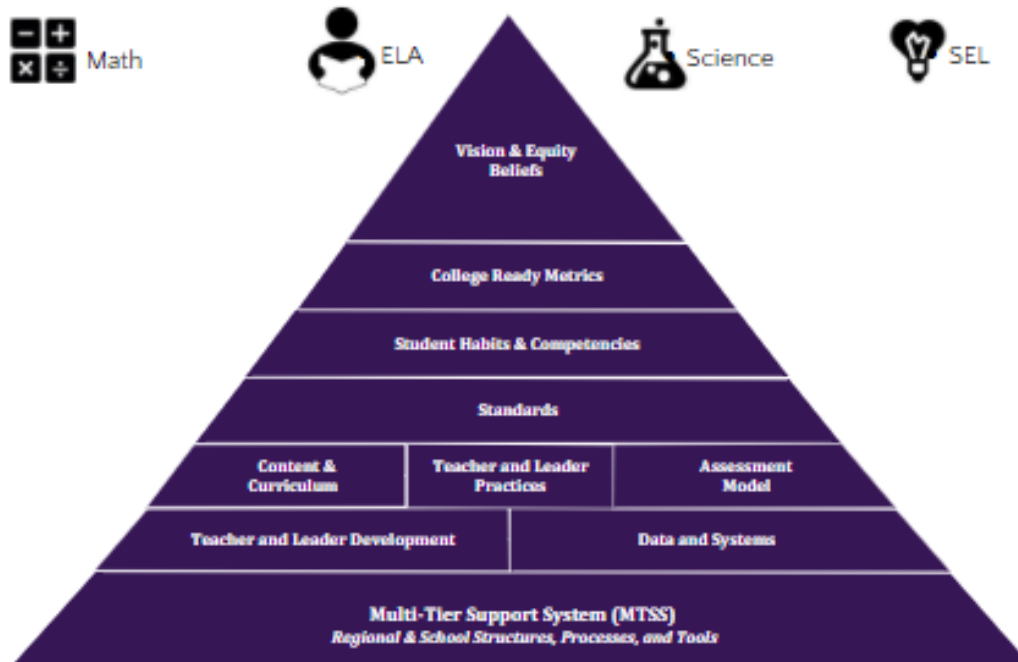 Math
ELA
Science
SEL
Vision & Equity
Beliefs
College Ready Metrics
Student Habits & Competencies
Standards
Content &
Curriculum
Teacher and Leader
Practices
Assessment
Model
Teacher and Leader Development
Data and Systems
Multi-Tier Support System (MTSS)
Regional & School Structures, Processes, and Tools